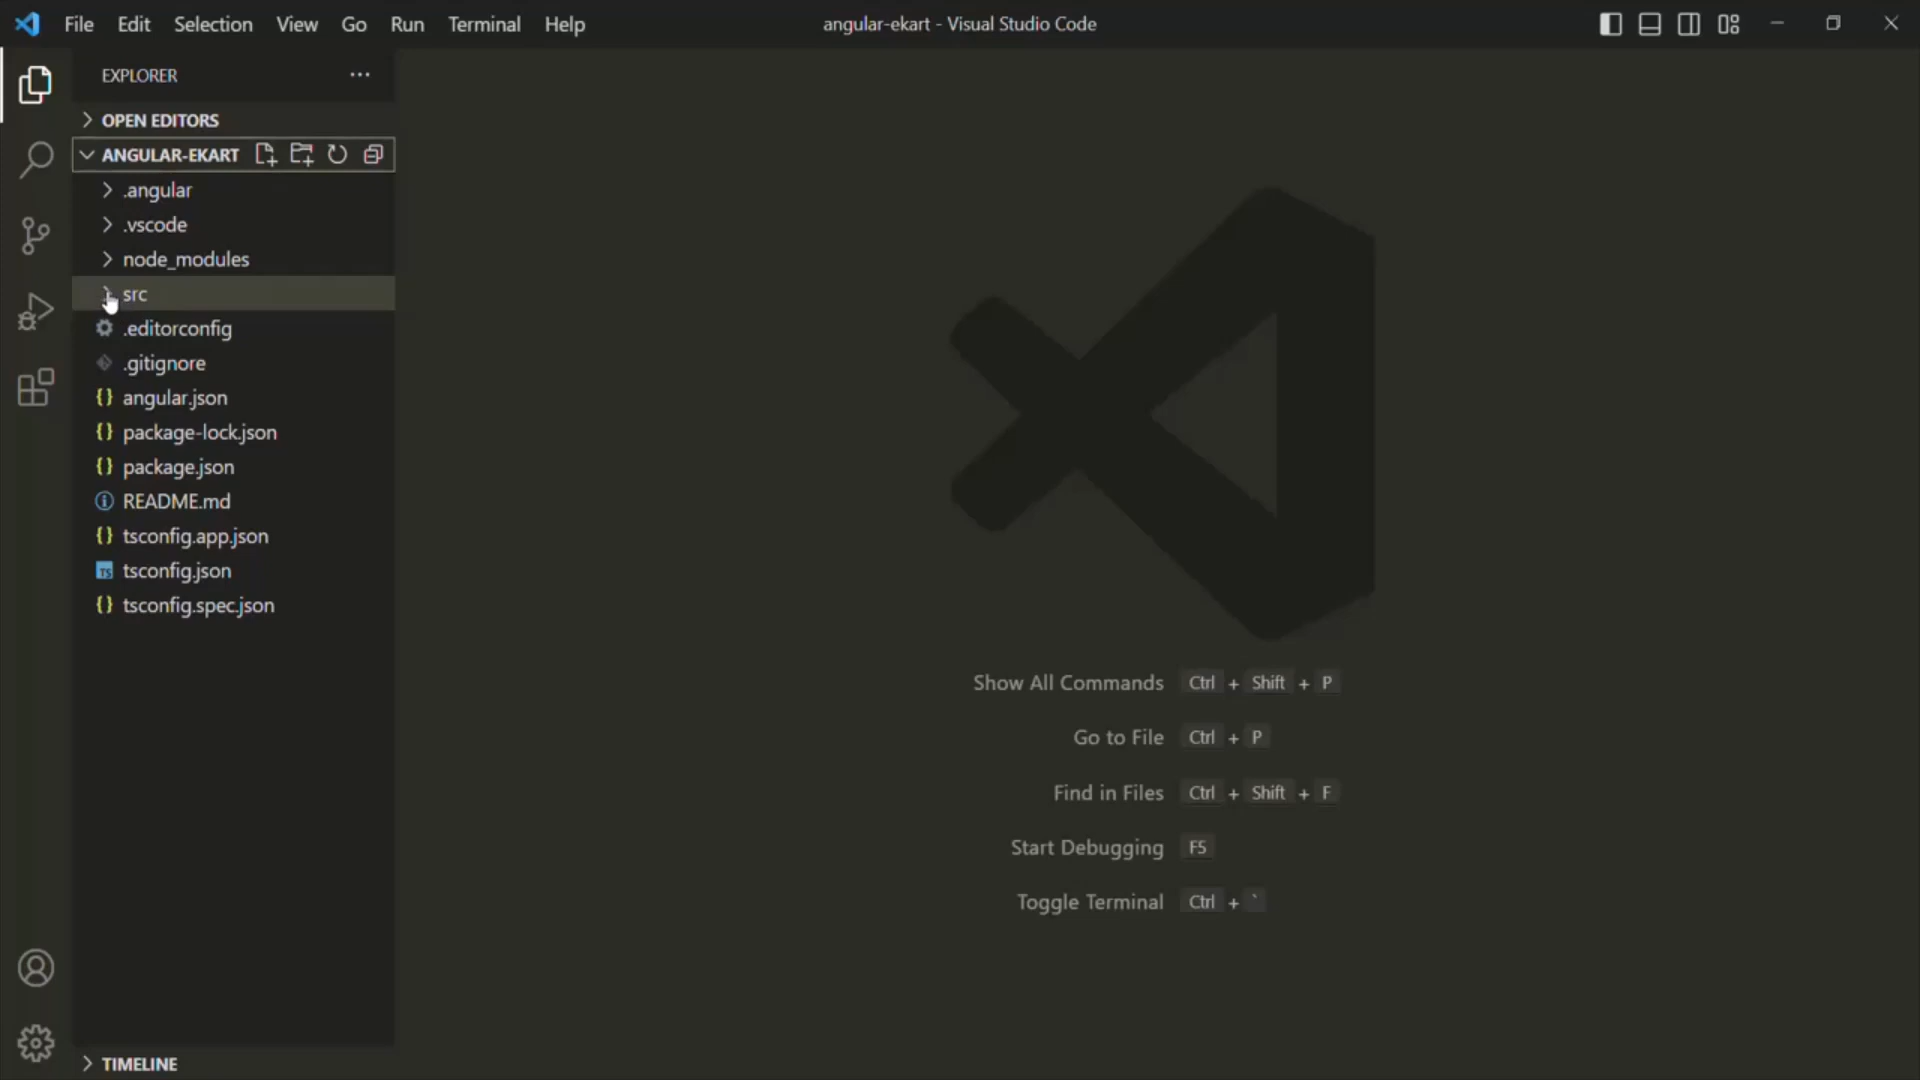 File Edit Selection View Go Run Terminal Help
angular-ekart - Visual Studio Code
EXPLORER
OPEN EDITORS
ANGULAR-EKART
.angular
.vscode
node_modules
src
.editorconfig
.gitignore
{} angular.json
{} package-lock.json
{} package.json
README.md
{} tsconfig.app.json
TS tsconfig.json
{} tsconfig.spec.json
TIMELINE
Show All Commands Ctrl + Shift + P
Go to File Ctrl + P
Find in Files Ctrl + Shift + F
Start Debugging F5
Toggle Terminal Ctrl + `